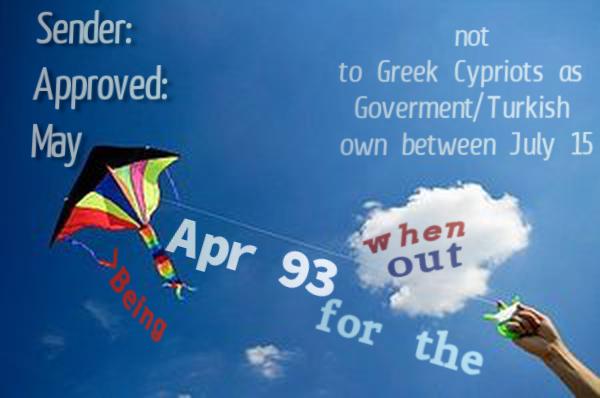 Sender:
Approved:
May
not
to Greek Cypriots as
Goverment/Turkish
own between July 15
when
out
Apr 93
>Being
for the